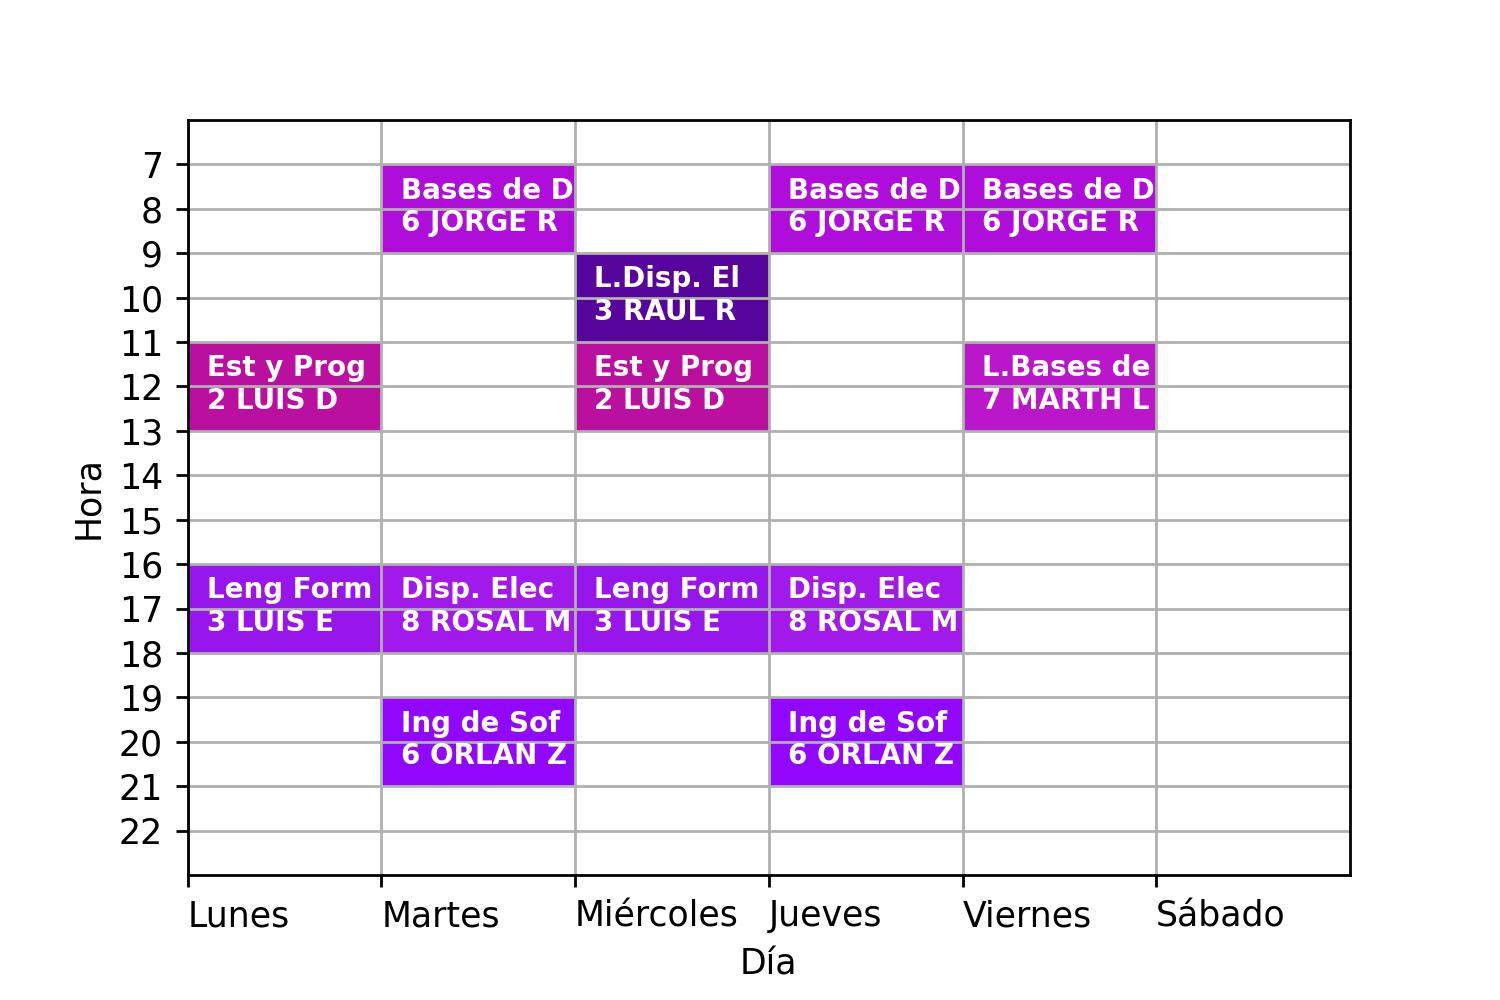 7
Bases de D
6 JORGE R
Bases de D
6 JORGE R
Bases de D
6 JORGE R
8
9
L.Disp. El
3 RAUL R
10
11
Est y Prog
2 LUIS D
Est y Prog
2 LUIS D
L.Bases de
7 MARTH L
12
13
Hora
14
15
16
Leng Form
3 LUIS E
Disp. Elec
8 ROSAL M
Leng Form
3 LUIS E
Disp. Elec
8 ROSAL M
17
18
19
Ing de Sof
6 ORLAN Z
Ing de Sof
6 ORLAN Z
20
21
22
Lunes
Martes
Miércoles
Jueves
Viernes
Sábado
Día